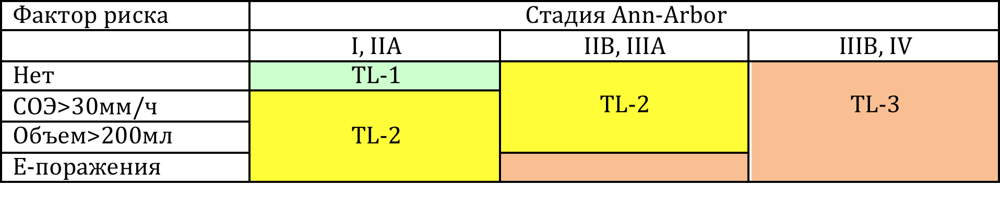 Фактор риска
Стадия Ann-Arbor
I, IIA
IIB, IIIA
IIIB, IV
Нет
TL-1
СОЭ>30мм/ч
TL-2
TL-3
Объем>200мл
TL-2
Е-поражения